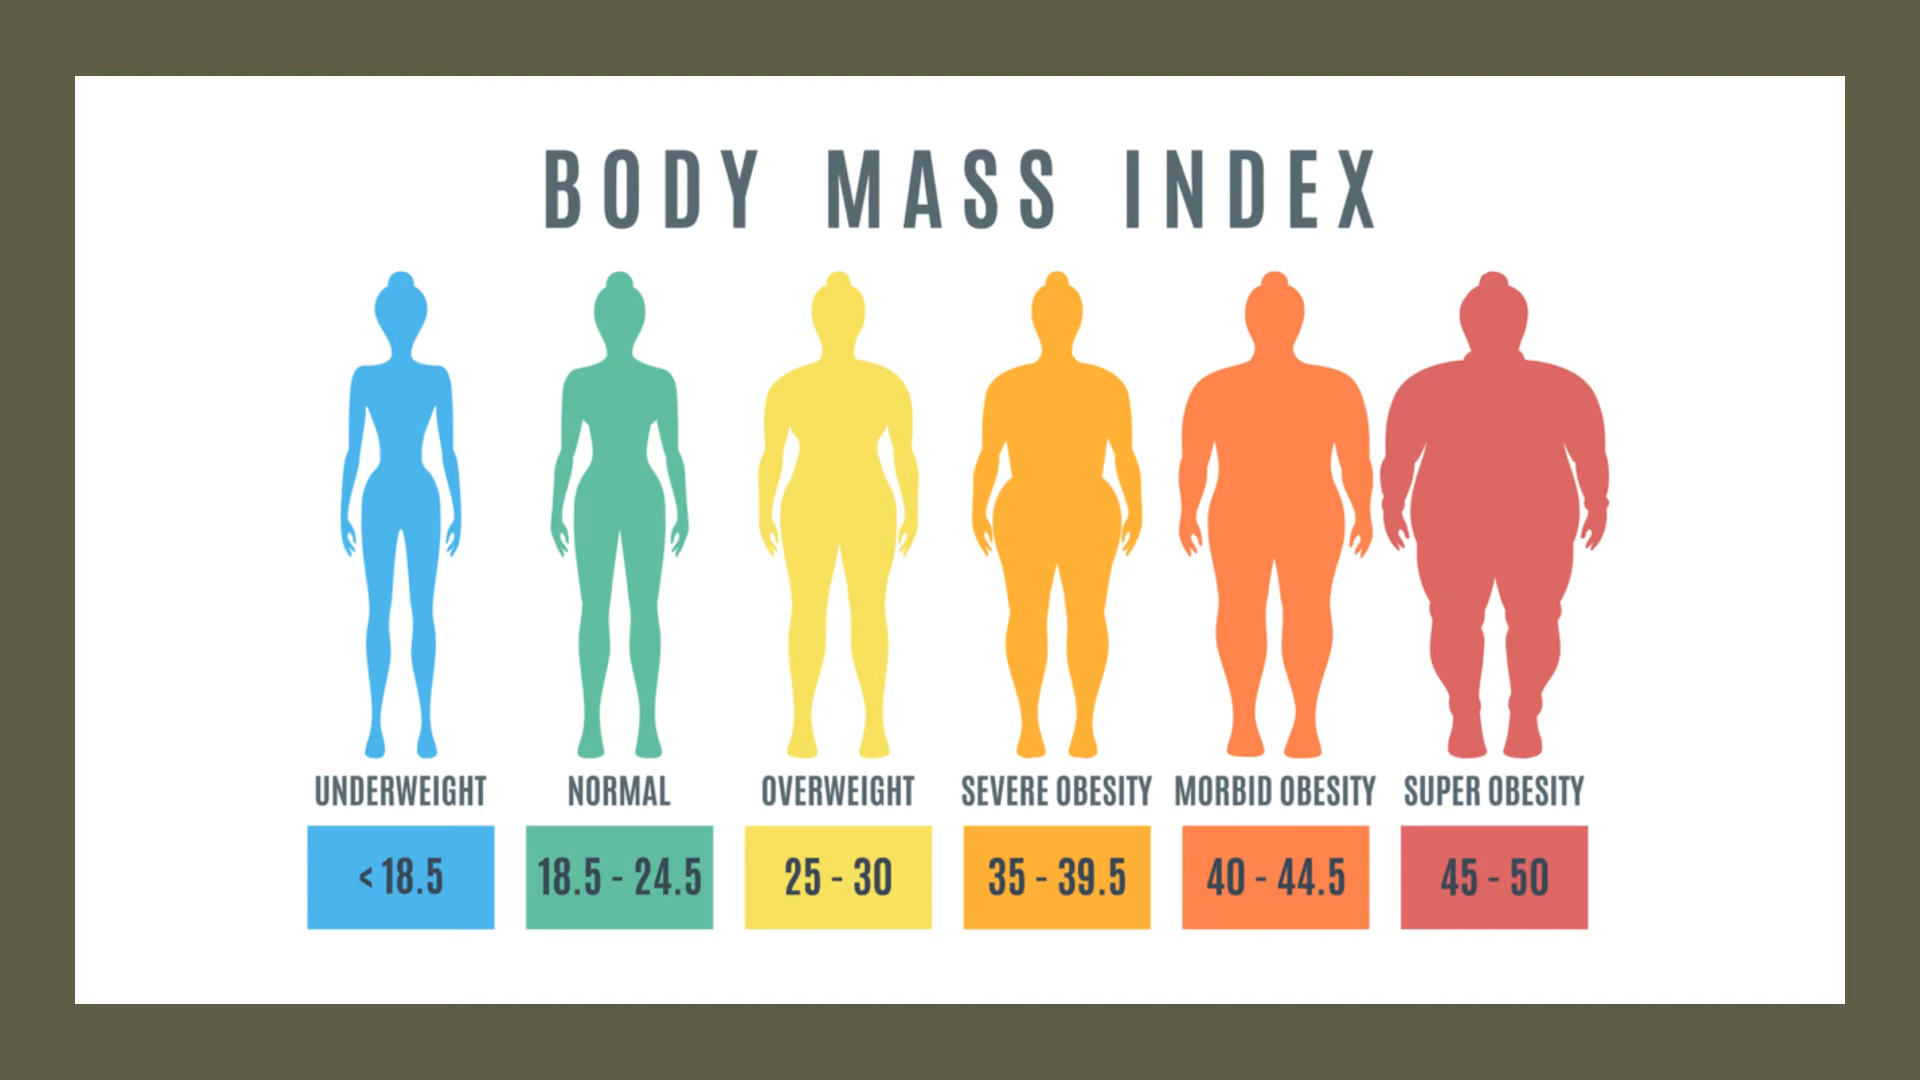 BODY MASS INDEX
UNDERWEIGHT NORMAL OVERWEIGHT SEVERE OBESITY MORBID OBESITY SUPER OBESITY
< 18.5 18.5 - 24.5 25 - 30 35 - 39.5 40 - 44.5 45 - 50